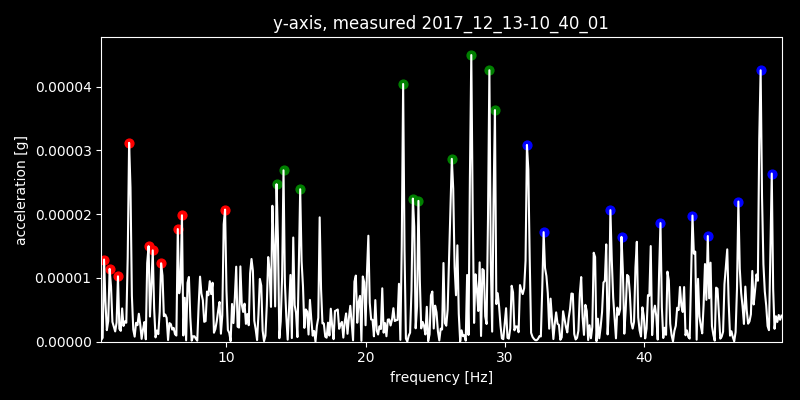 y-axis, measured 2017_12_13-10_40_01
0.00004
0.00003
0.00002
0.00001
0.00000
acceleration [g]
10 20 30 40
frequency [Hz]